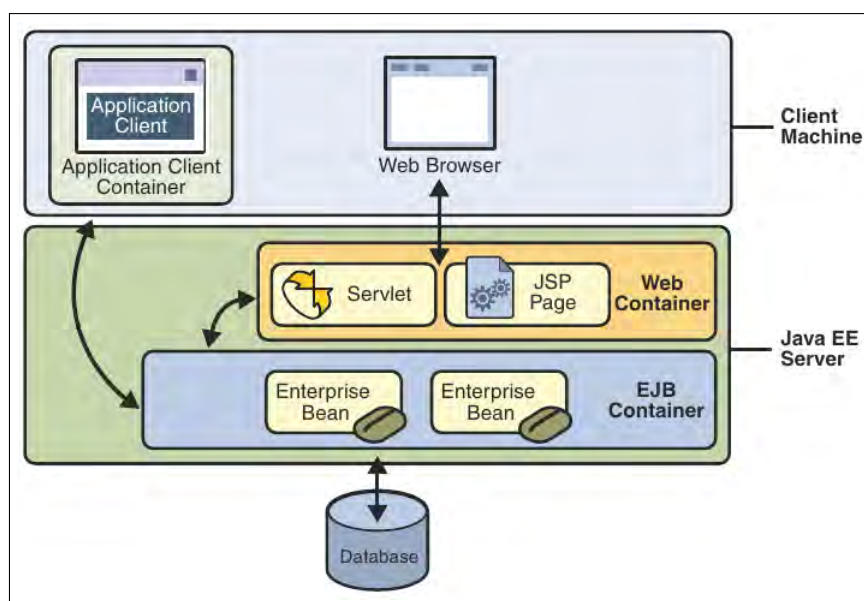 Application
Client
Application Client
Container
Web Browser
Client
Machine
Servlet
JSP
Page
Web
Container
Java EE
Server
Enterprise
Bean
Enterprise
Bean
EJB
Container
Database